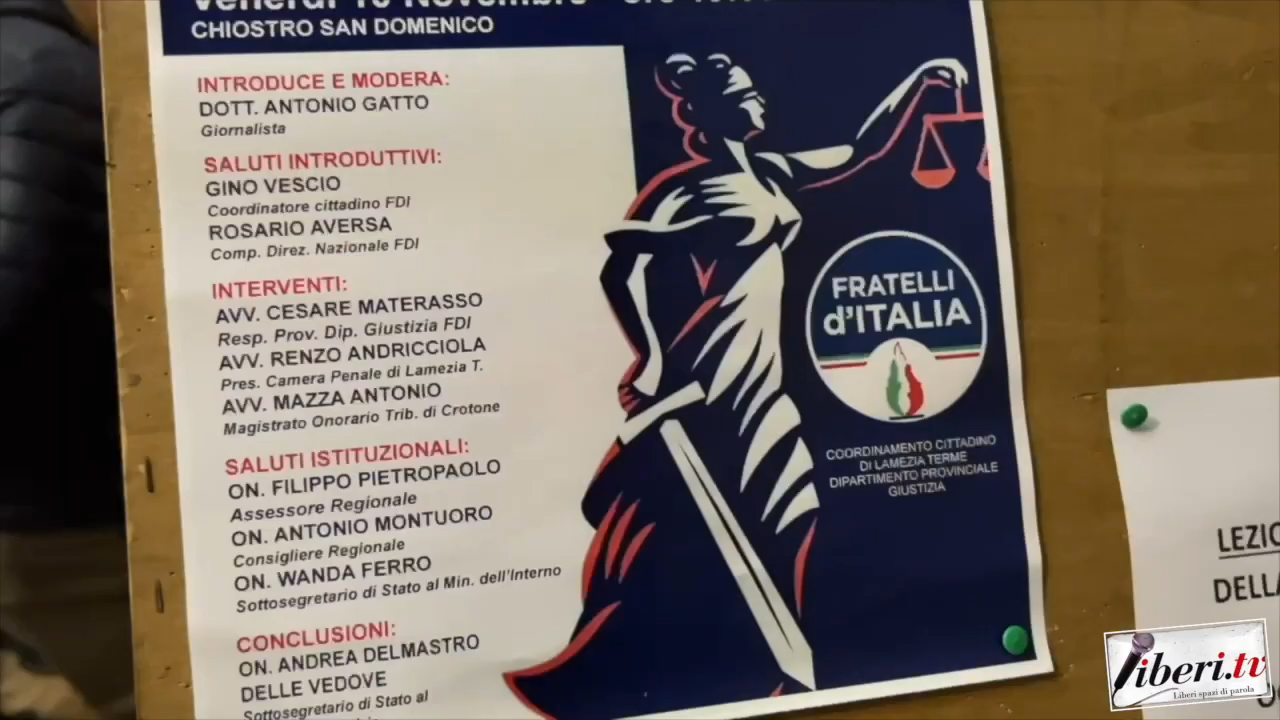 CHIOSTRO SAN DOMENICO
INTRODUCE E MODERA:
DOTT. ANTONIO GATTO
Giornalista
SALUTI INTRODUTTIVI:
GINO VESCIO
Coordinatore cittadino FDI
ROSARIO AVERSA
Comp. Direz. Nazionale FDI
INTERVENTI:
AVV. CESARE MATERASSO
Resp. Prov. Dip. Giustizia FDI
AVV. RENZO ANDRICCIOLA
Pres. Camera Penale di Lamezia T.
AVV. MAZZA ANTONIO
Magistrato Onorario Trib. di Crotone
SALUTI ISTITUZIONALI:
ON. FILIPPO PIETROPAOLO
Assessore Regionale
ON. ANTONIO MONTUORO
Consigliere Regionale
ON. WANDA FERRO
Sottosegretario di Stato al Min. dell'Interno
CONCLUSIONI:
ON. ANDREA DELMASTRO
DELLE VEDOVE
Sottosegretario di Stato al
FRATELLI
d'ITALIA
COORDINAMENTO CITTADINO
DI LAMEZIA TERME
DIPARTIMENTO PROVINCIALE
GIUSTIZIA
liberi.tv
Liberi spazi di parola